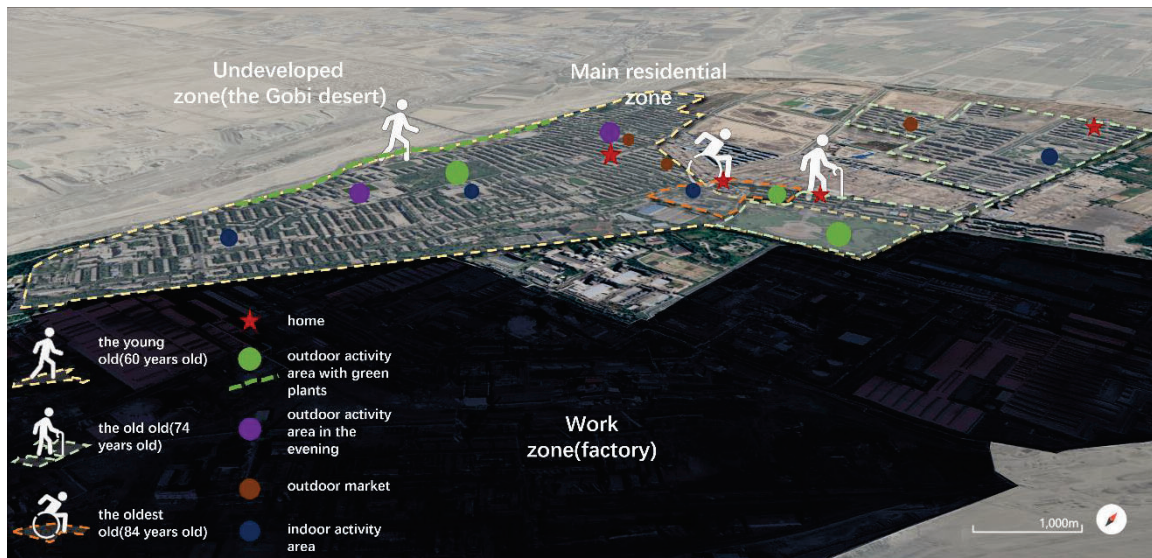 Undeveloped
zone(the Gobi desert)
Main residential
zone
the young
old(60 years old)
the old old(74
years old)
the oldest
old(84 years old)
home
outdoor activity
area with green
plants
outdoor activity
area in the
evening
outdoor market
indoor activity
area
Work
zone(factory)
1,000m